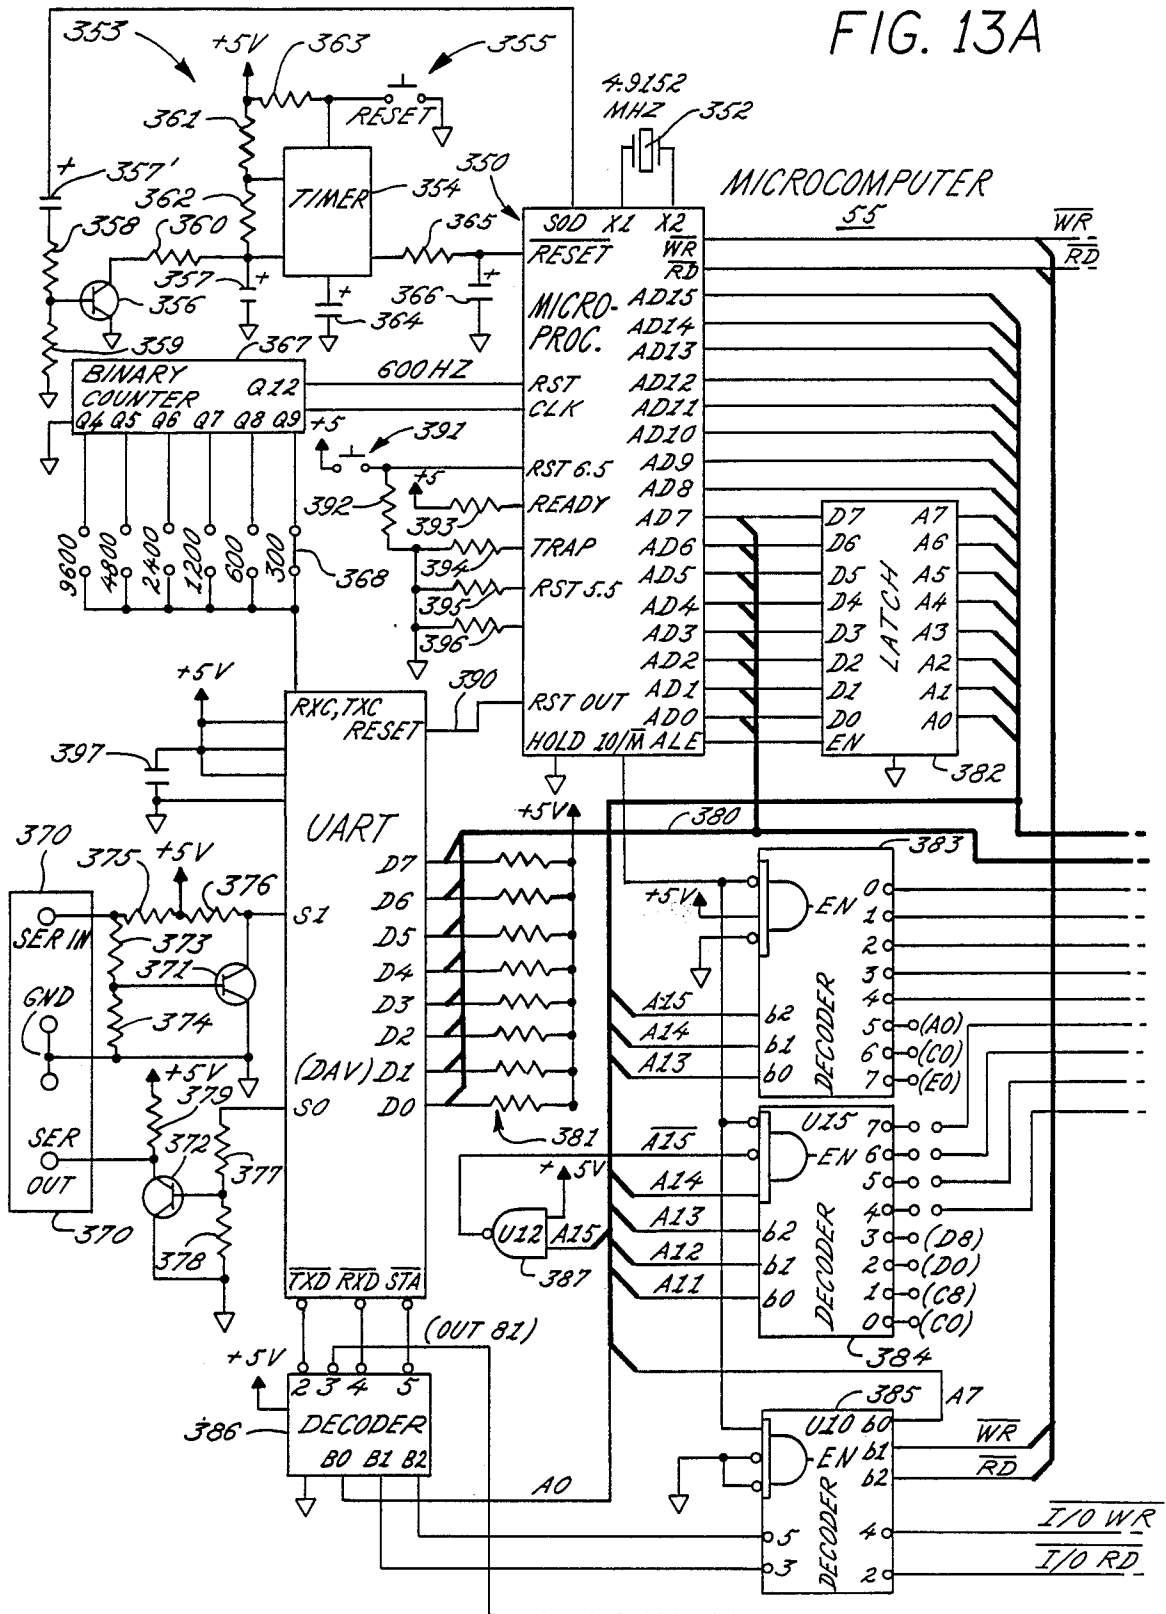 FIG. 13A
353
+5V
363
355
RESET
361
4.9152
MHZ
352
+
357'
362
TIMER
354
350
MICROCOMPUTER
55
358
360
365
SOD X1 X2
RESET
WR
RD
WR
RD
356
357
+
+
364
366
+
MICRO-
PROC.
AD15
AD14
AD13
AD12
AD11
AD10
AD9
AD8
AD7
AD6
AD5
AD4
AD3
AD2
AD1
AD0
359
367
BINARY
COUNTER
Q12
600HZ
RST
CLK
Q4 Q5 Q6 Q7 Q8 Q9
+5
391
RST 6.5
392
+5
393
READY
394
TRAP
395
RST 5.5
396
9600
4800
2400
1200
600
300
368
D7
D6
D5
D4
D3
D2
D1
D0
EN
LATCH
A7
A6
A5
A4
A3
A2
A1
A0
382
+5V
RXC, TXC
RESET
390
RST OUT
HOLD 10/M ALE
397
UART
+5V
380
383
370
375
+5V
376
SER IN
373
371
GND
374
S1
D7
D6
D5
D4
D3
D2
(DAV) D1
D0
+5V
EN
0
1
2
3
4
5 (A0)
6 (C0)
7 (E0)
A15
A14
A13
b2
b1
b0
DECODER
+5V
379
S0
SER
OUT
372
377
370
378
381
A15
A14
+5V
U12
A15
387
A13
A12
A11
U15
EN
b2
b1
b0
DECODER
7
6
5
4
3 (D8)
2 (D0)
1 (C8)
0 (C0)
384
TXD RXD STA
(OUT 81)
+5V
2 3 4 5
386
DECODER
B0 B1 B2
A0
385
A7
U10 b0
EN b1
b2
WR
RD
5
3
DECODER
4
2
I/O WR
I/O RD